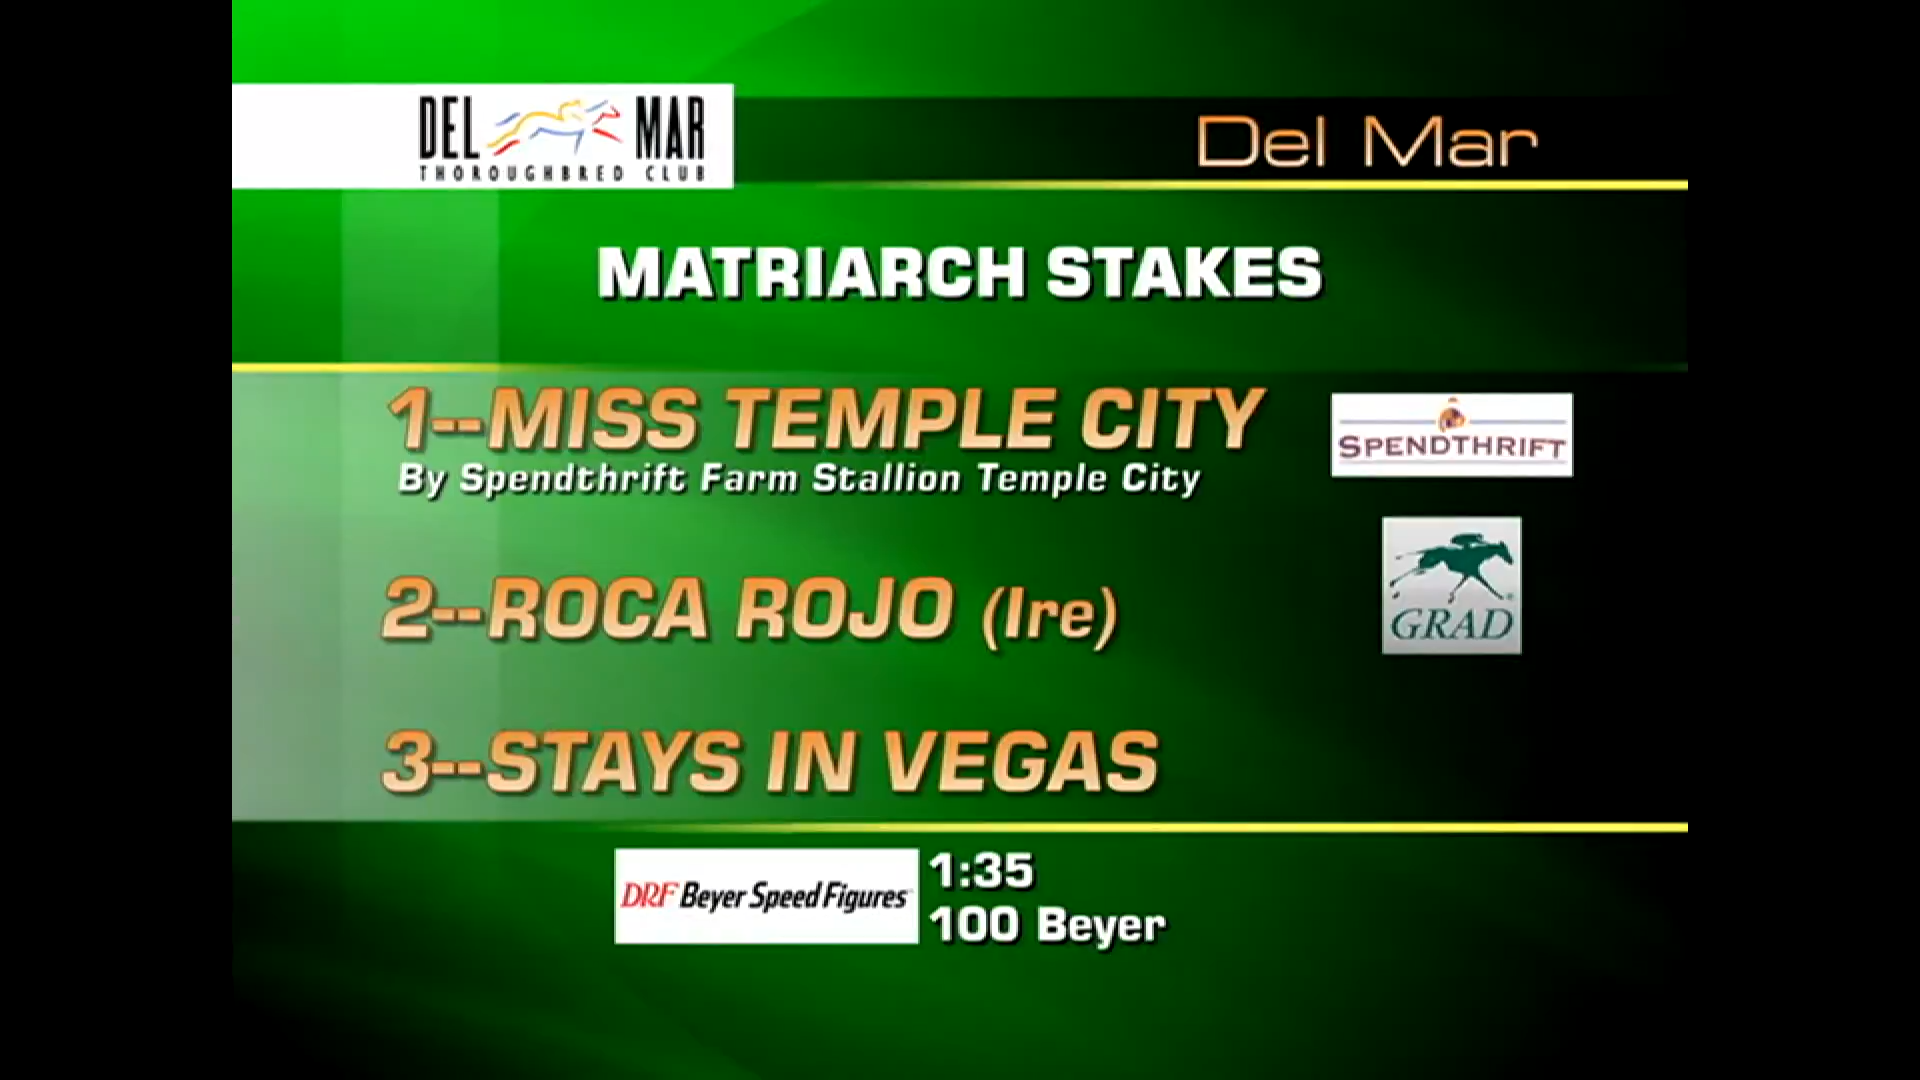 DEL MAR
THOROUGHBRED CLUB
Del Mar
MATRIARCH STAKES
1--MISS TEMPLE CITY
By Spendthrift Farm Stallion Temple City
SPENDTHRIFT
2--ROCA ROJO (Ire)
GRAD
3--STAYS IN VEGAS
DRF Beyer Speed Figures
1:35
100 Beyer